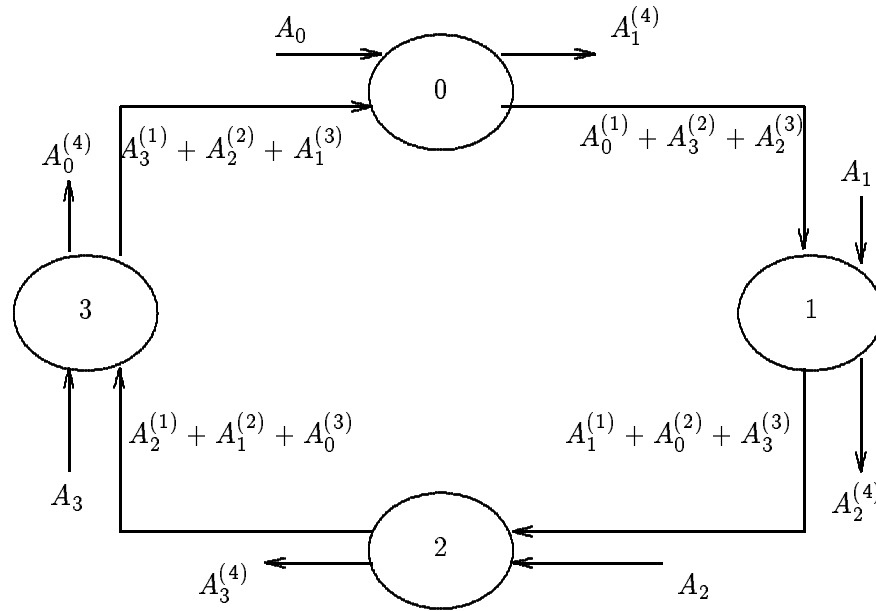 A_0
A_1^{(4)}
0
A_3^{(1)} + A_2^{(2)} + A_1^{(3)}
A_0^{(1)} + A_3^{(2)} + A_2^{(3)}
A_0^{(4)}
A_1
3
1
A_2^{(1)} + A_1^{(2)} + A_0^{(3)}
A_1^{(1)} + A_0^{(2)} + A_3^{(3)}
A_3
A_2^{(4)}
2
A_3^{(4)}
A_2